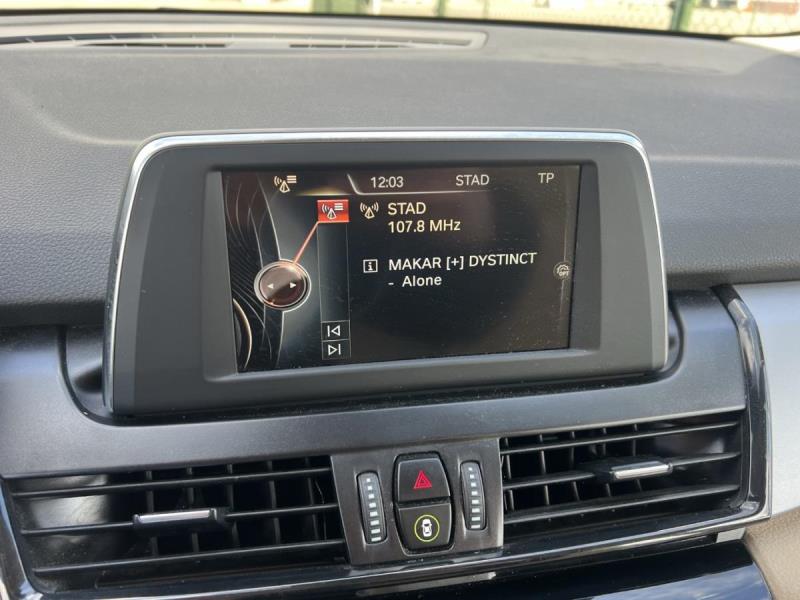 12:03 STAD TP
STAD
107.8 MHz
MAKAR [+] DYSTINCT
- Alone